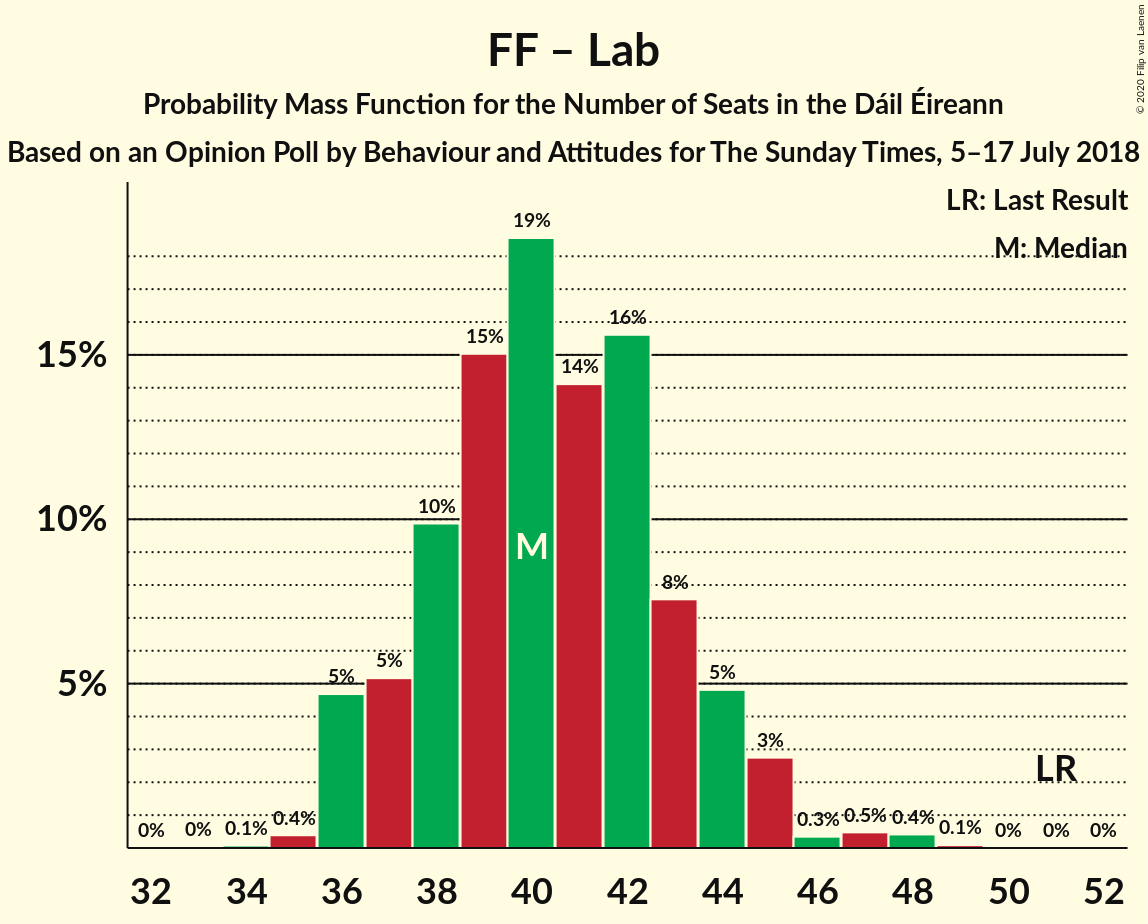 FF – Lab
Probability Mass Function for the Number of Seats in the Dáil Éireann
Based on an Opinion Poll by Behaviour and Attitudes for The Sunday Times, 5–17 July 2018
© 2020 Filip van Laenen
LR: Last Result
M: Median
19%
16%
15%
15%
14%
10%
10%
M
8%
5%
5%
5%
5%
3%
LR
0%
0%
0.1%
0.4%
0.3%
0.5%
0.4%
0.1%
0%
0%
0%
32 34 36 38 40 42 44 46 48 50 52